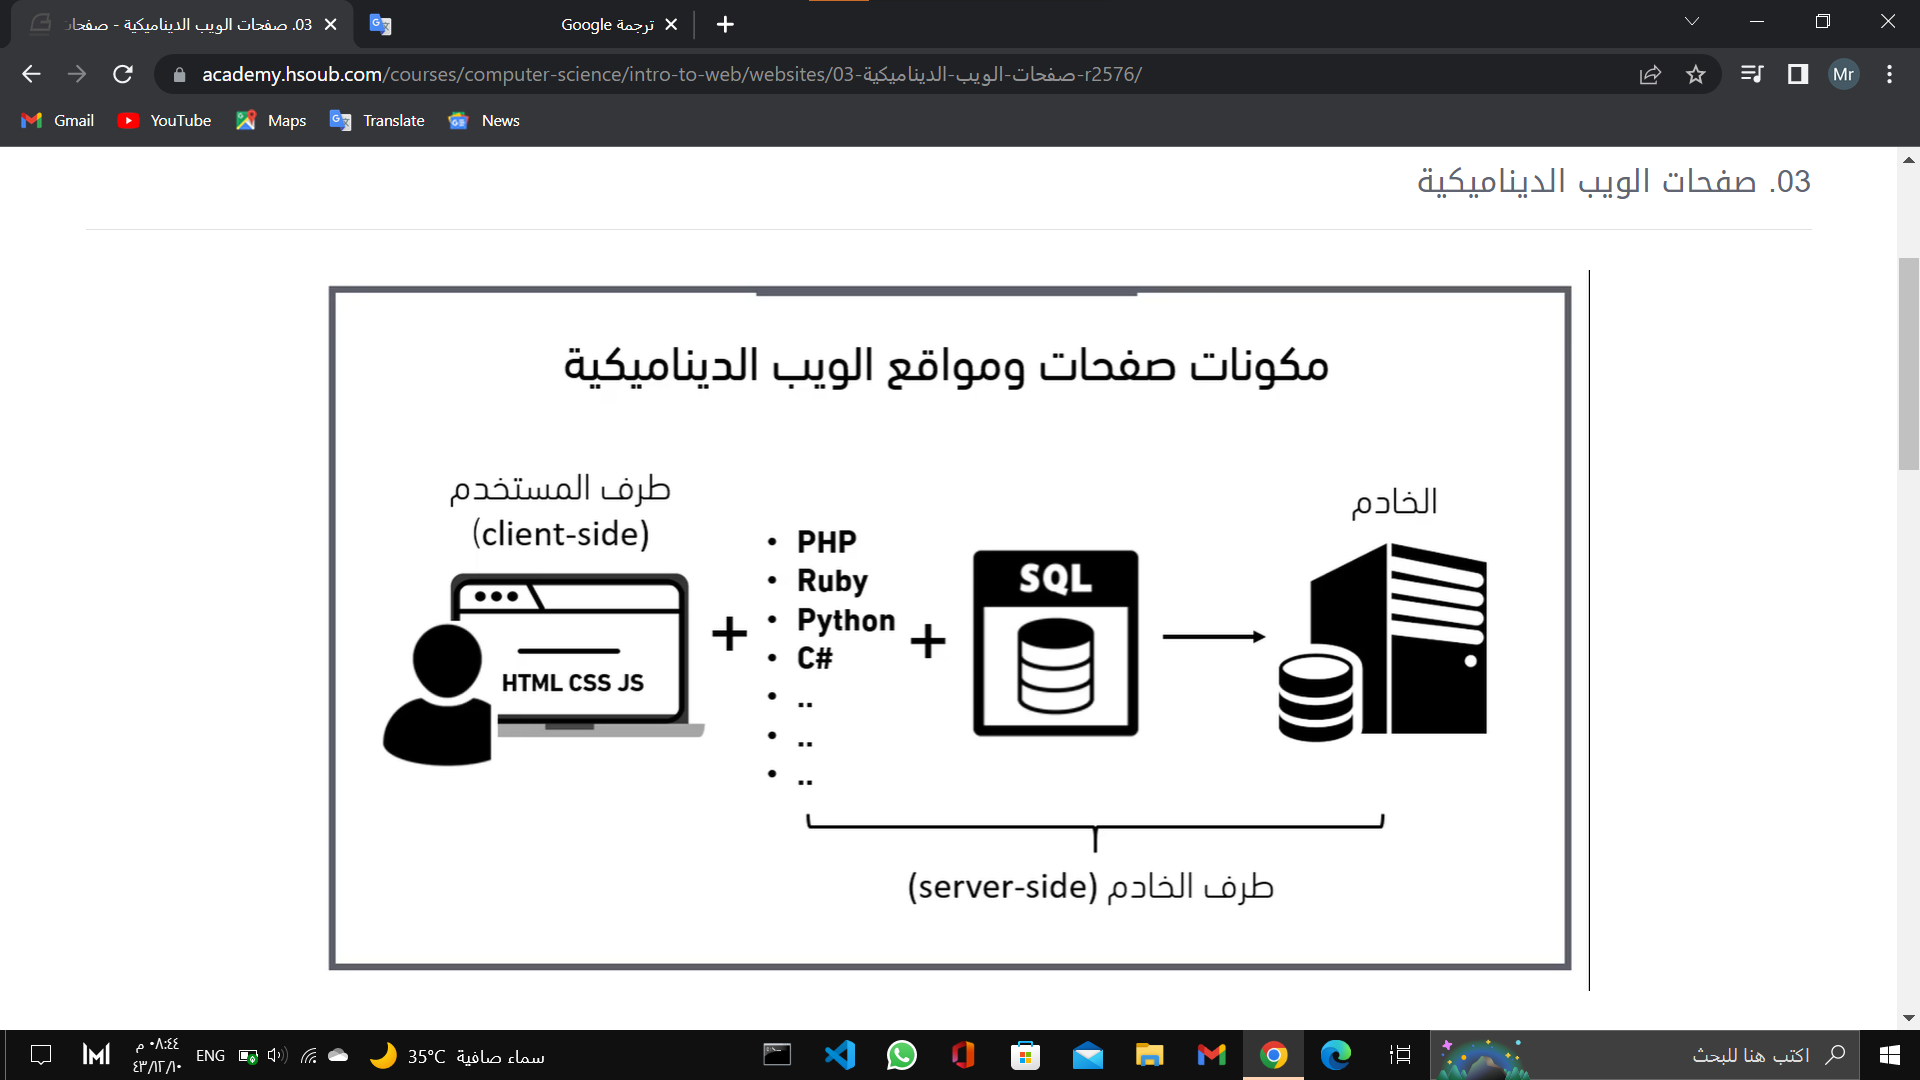 03. صفحات الويب الديناميكية - صفحات
ترجمة Google
academy.hsoub.com/courses/computer-science/intro-to-web/websites/03-صفحات-الويب-الديناميكية-r2576/
Mr
Gmail
YouTube
Maps
Translate
News
03. صفحات الويب الديناميكية
مكونات صفحات ومواقع الويب الديناميكية
طرف المستخدم
(client-side)
HTML CSS JS
• PHP
• Ruby
• Python
• C#
• ..
• ..
• ..
SQL
الخادم
طرف الخادم (server-side)
٠٨:٤٤ م
٤٣/١٢/١٠
ENG
35°C سماء صافية
اكتب هنا للبحث